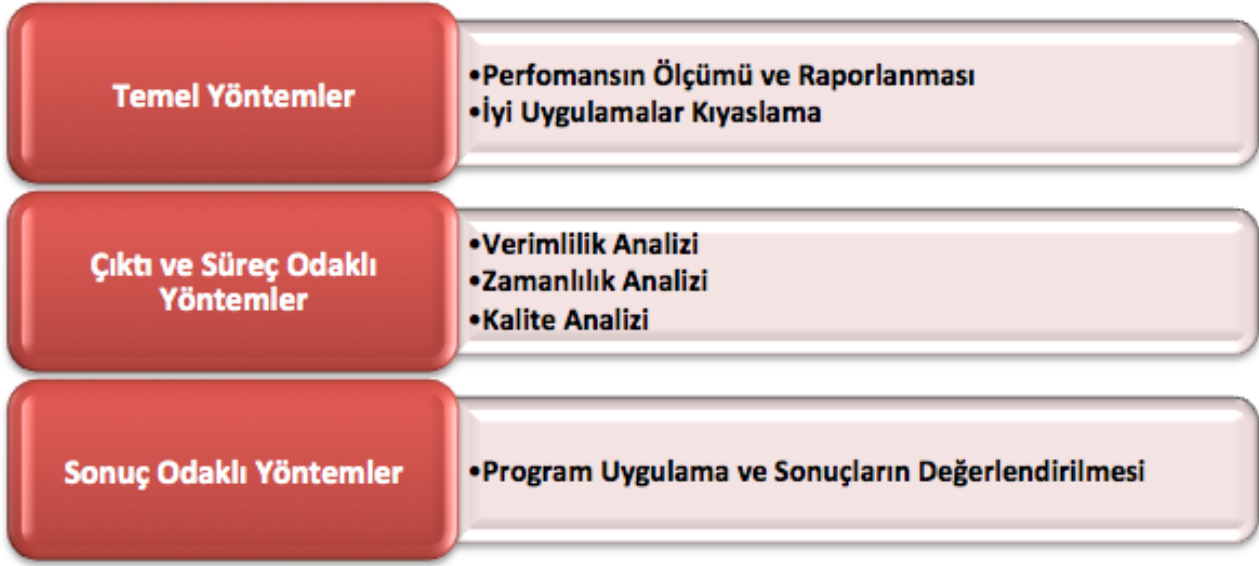 Temel Yöntemler
•Perfomansın Ölçümü ve Raporlanması
•İyi Uygulamalar Kıyaslama
Çıktı ve Süreç Odaklı
Yöntemler
•Verimlilik Analizi
•Zamanlılık Analizi
•Kalite Analizi
Sonuç Odaklı Yöntemler
•Program Uygulama ve Sonuçların Değerlendirilmesi